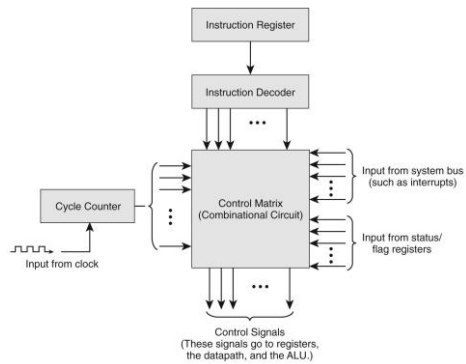 Instruction Register
Instruction Decoder
Control Matrix
(Combinational Circuit)
Input from system bus
(such as interrupts)
Cycle Counter
Input from status/
flag registers
Input from clock
Control Signals
(These signals go to registers,
the datapath, and the ALU.)